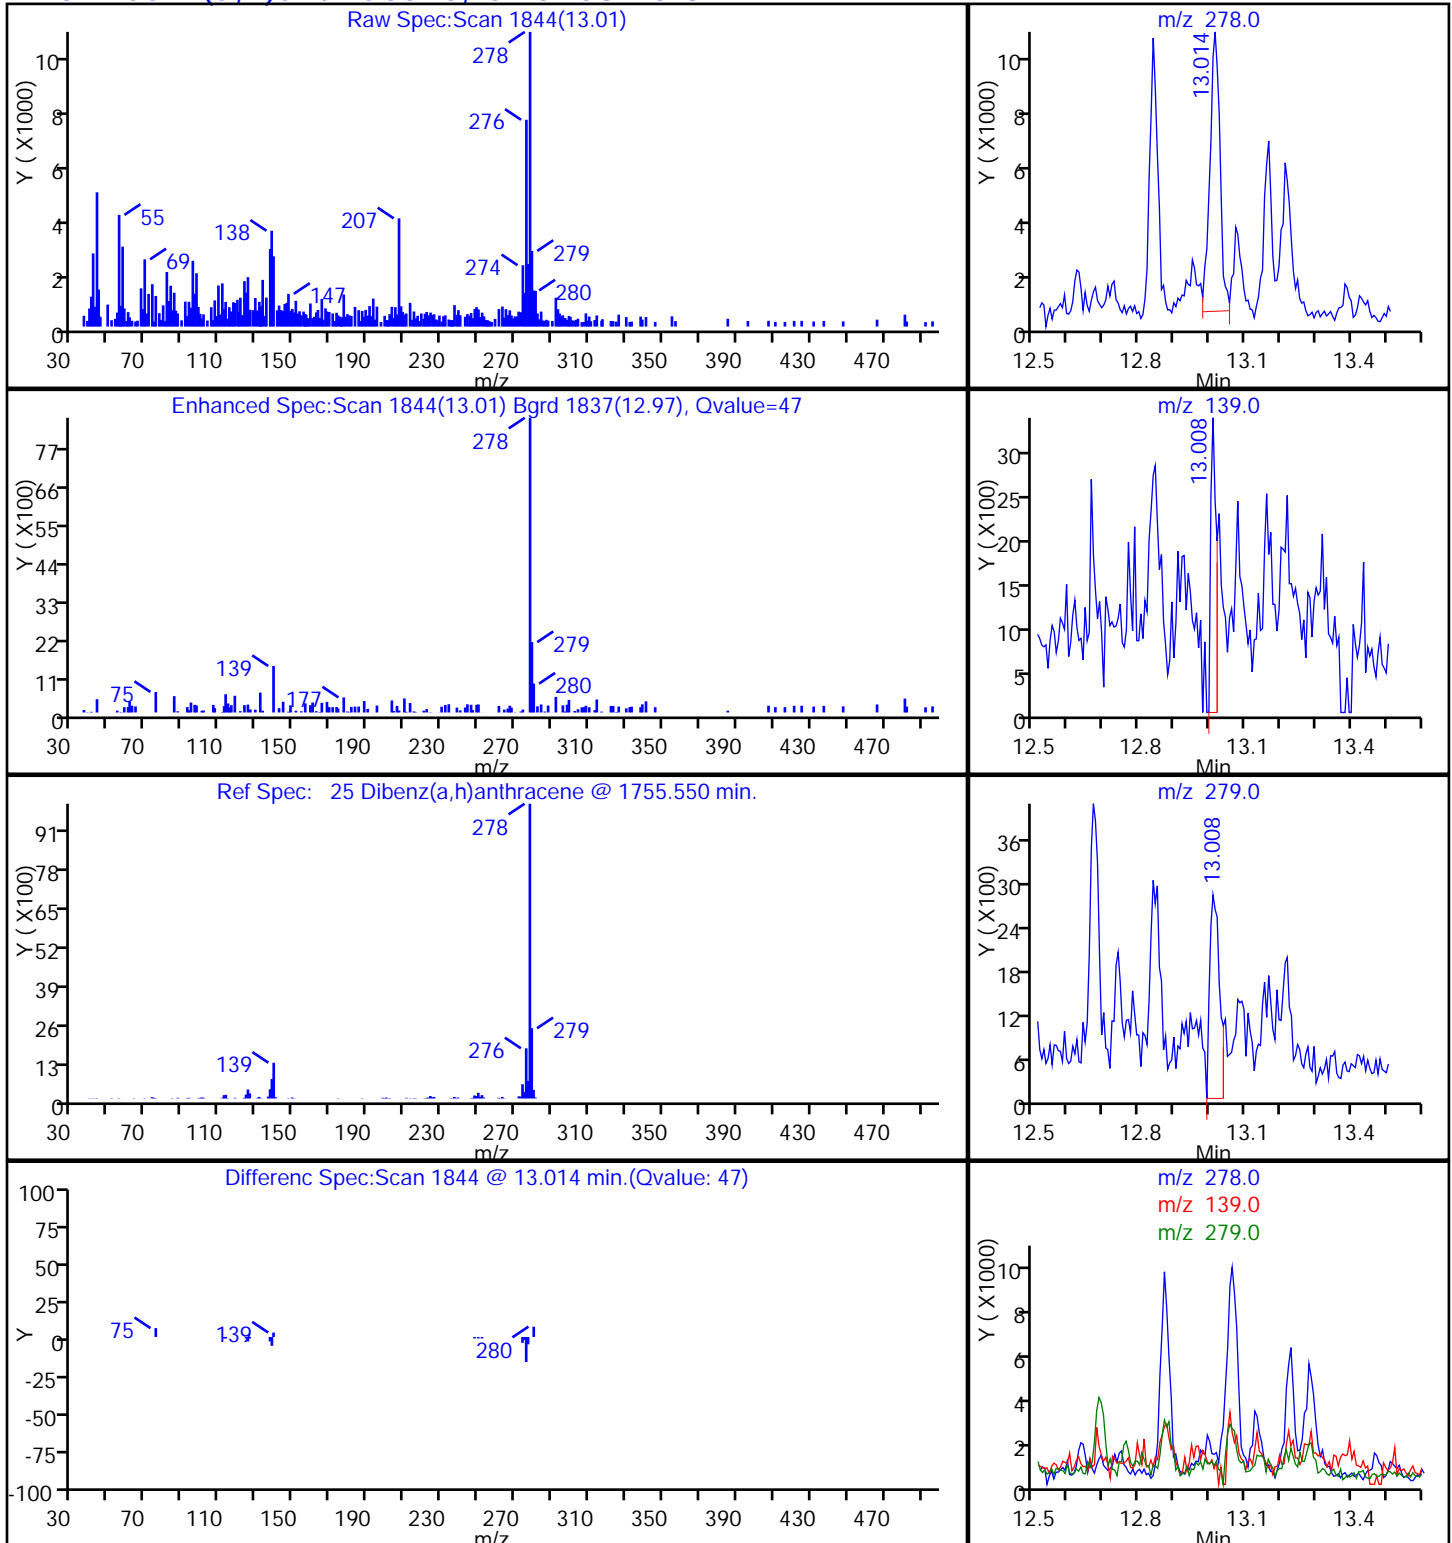 Raw Spec:Scan 1844(13.01)
Y ( X1000)
10
8
6
4
2
0
278
276
55
138
207
69
274
279
147
280
30 70 110 150 190 230 270 310 350 390 430 470
m/z
m/z 278.0
Y ( X1000)
10
8
6
4
2
0
13.014
12.5 12.8 13.1 13.4
Min
Enhanced Spec:Scan 1844(13.01) Bgrd 1837(12.97), Qvalue=47
Y ( X100)
77
66
55
44
33
22
11
0
278
279
139
280
75
177
30 70 110 150 190 230 270 310 350 390 430 470
m/z
m/z 139.0
Y ( X100)
30
25
20
15
10
5
0
13.008
12.5 12.8 13.1 13.4
Min
Ref Spec: 25 Dibenz(a,h)anthracene @ 1755.550 min.
Y ( X100)
91
78
65
52
39
26
13
0
278
279
276
139
30 70 110 150 190 230 270 310 350 390 430 470
m/z
m/z 279.0
Y ( X100)
36
30
24
18
12
6
0
13.008
12.5 12.8 13.1 13.4
Min
Differenc Spec:Scan 1844 @ 13.014 min.(Qvalue: 47)
Y
100
75
50
25
0
-25
-50
-75
-100
75
139
280
30 70 110 150 190 230 270 310 350 390 430 470
m/z
m/z 278.0
m/z 139.0
m/z 279.0
Y ( X1000)
10
8
6
4
2
0
12.5 12.8 13.1 13.4
Min